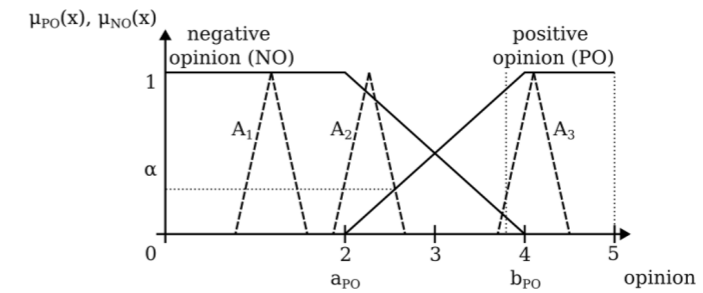 μPO(x), μNO(x)
negative
opinion (NO)
positive
opinion (PO)
1
A1
A2
A3
α
0
2
3
4
5
aPO
bPO
opinion